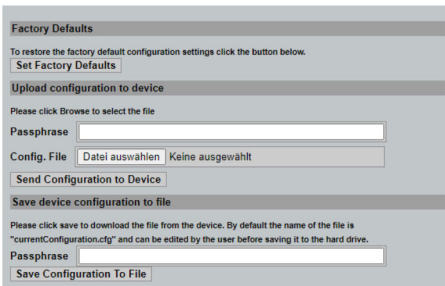 Factory Defaults
To restore the factory default configuration settings click the button below.
Set Factory Defaults
Upload configuration to device
Please click Browse to select the file
Passphrase
Config. File Datei auswählen Keine ausgewählt
Send Configuration to Device
Save device configuration to file
Please click save to download the file from the device. By default the name of the file is
"currentConfiguration.cfg" and can be edited by the user before saving it to the hard drive.
Passphrase
Save Configuration To File